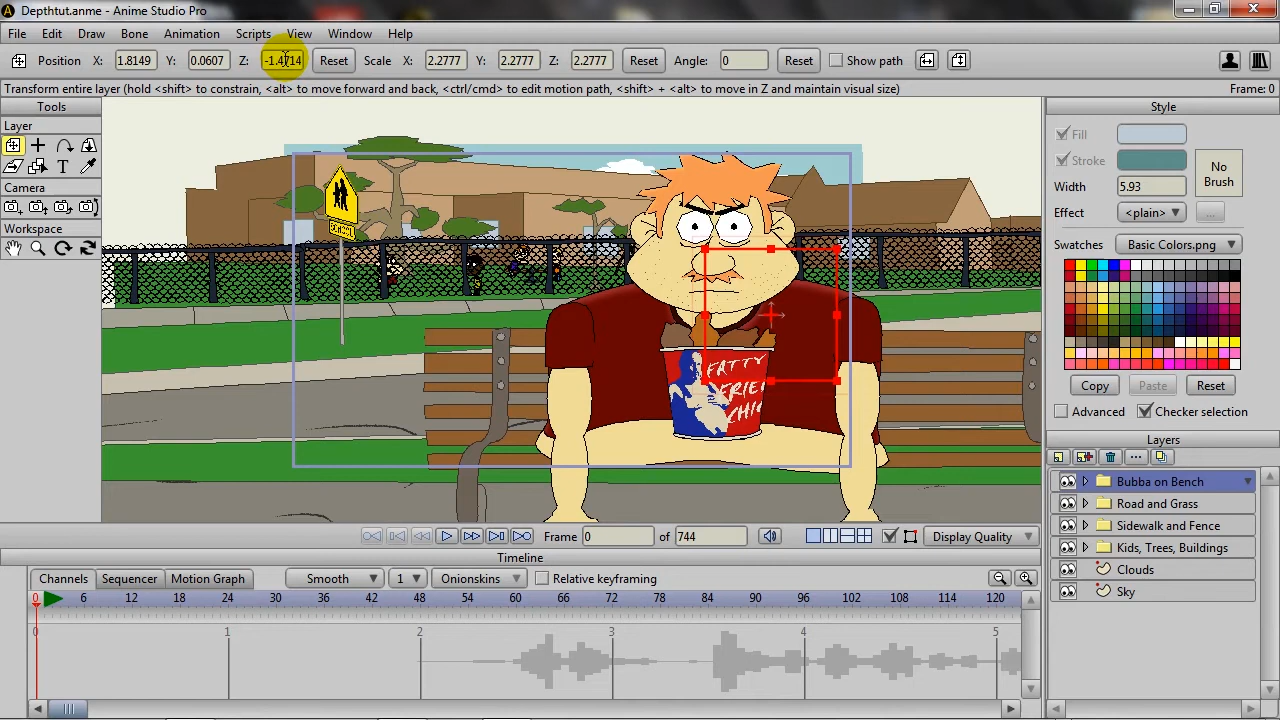 Depthtut.anme - Anime Studio Pro
File Edit Draw Bone Animation Scripts View Window Help
Position X: 1.8149 Y: 0.0607 Z: Reset Scale X: 2.2777 Y: 2.2777 Z: 2.2777 Reset Angle: 0 Reset Show path
Transform entire layer (hold <shift> to constrain, <alt> to move forward and back, <ctrl/cmd> to edit motion path, <shift> + <alt> to move in Z and maintain visual size) Frame: 0
Tools
Layer
Camera
Workspace
SCHOOL
FATTY
FRIED
CHIC
Style
Fill
Stroke
No
Brush
Width 5.93
Effect <plain> ...
Swatches Basic Colors.png
Copy Paste Reset
Advanced Checker selection
Layers
Bubba on Bench
Road and Grass
Sidewalk and Fence
Kids, Trees, Buildings
Clouds
Sky
Frame 0 of 744 Display Quality
Timeline
Channels Sequencer Motion Graph Smooth 1 Onionskins Relative keyframing
0 6 12 18 24 30 36 42 48 54 60 66 72 78 84 90 96 102 108 114 120
0 1 2 3 4 5